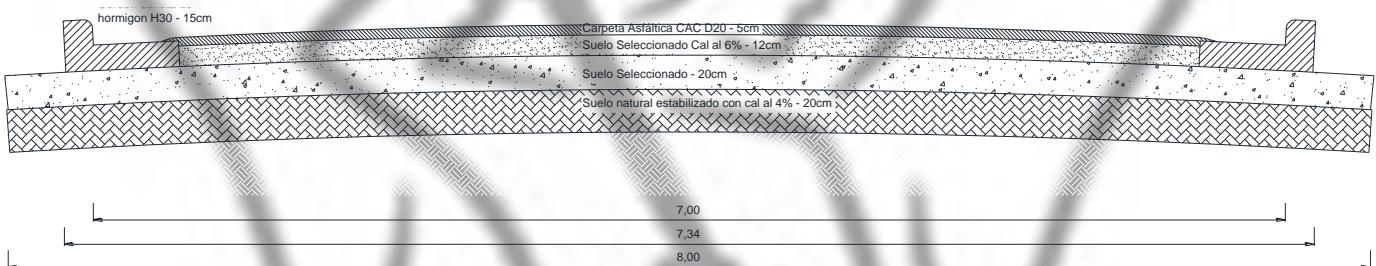 hormigon H30 - 15cm
Carpeta Asfáltica CAC D20 - 5cm
Suelo Seleccionado Cal al 6% - 12cm
Suelo Seleccionado - 20cm
Suelo natural estabilizado con cal al 4% - 20cm
7,00
7,34
8,00